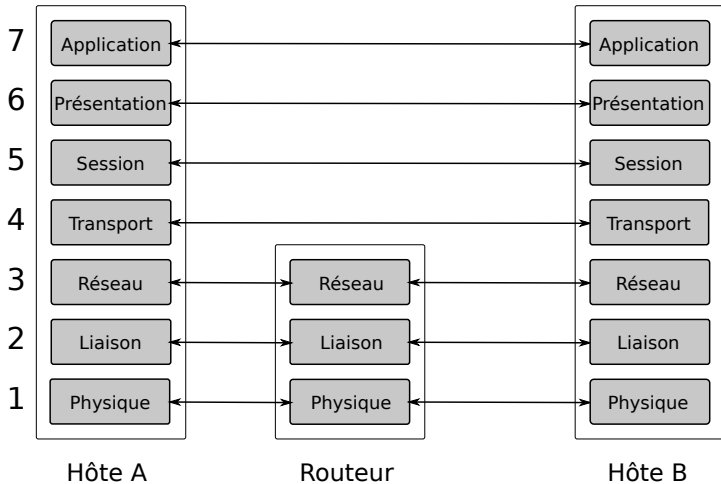 7 Application Application
6 Présentation Présentation
5 Session Session
4 Transport Transport
3 Réseau Réseau Réseau
2 Liaison Liaison Liaison
1 Physique Physique Physique
Hôte A Routeur Hôte B